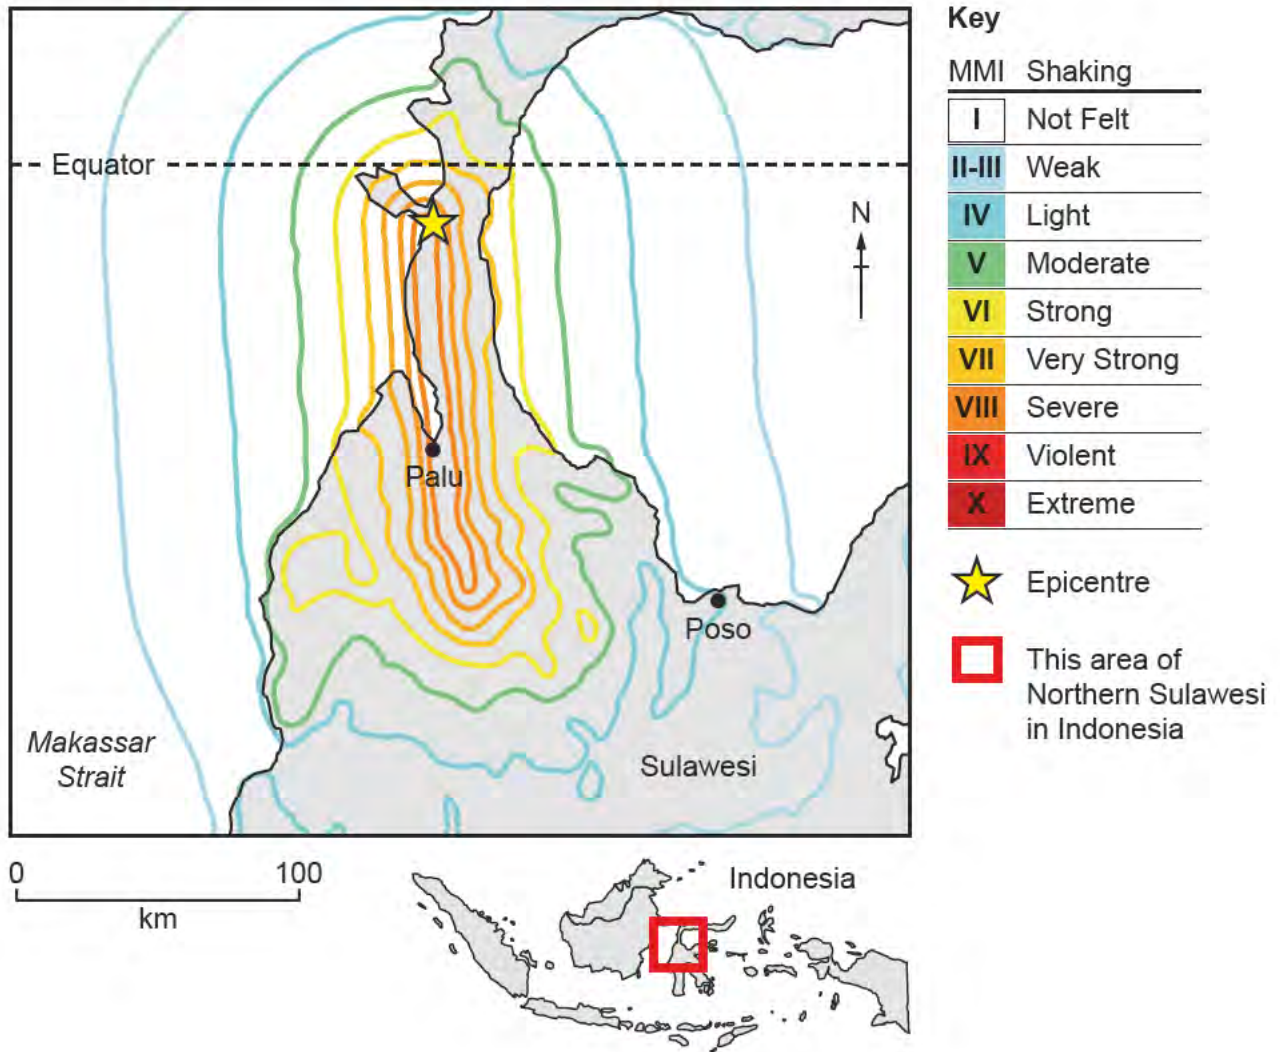 Key
MMI Shaking
I Not Felt
II-III Weak
IV Light
V Moderate
VI Strong
VII Very Strong
VIII Severe
IX Violent
X Extreme
Epicentre
This area of
Northern Sulawesi
in Indonesia
Equator
N
Palu
Poso
Makassar
Strait
Sulawesi
0 100
km
Indonesia